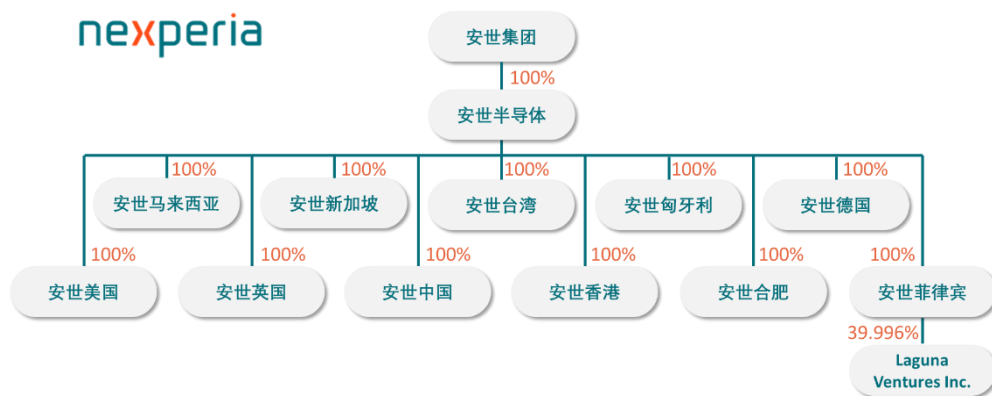 nexperia
安世集团
100%
安世半导体
100%
100%
100%
100%
100%
安世马来西亚
安世新加坡
安世台湾
安世匈牙利
安世德国
100%
100%
100%
100%
100%
100%
安世美国
安世英国
安世中国
安世香港
安世合肥
安世菲律宾
39.996%
Laguna
Ventures Inc.